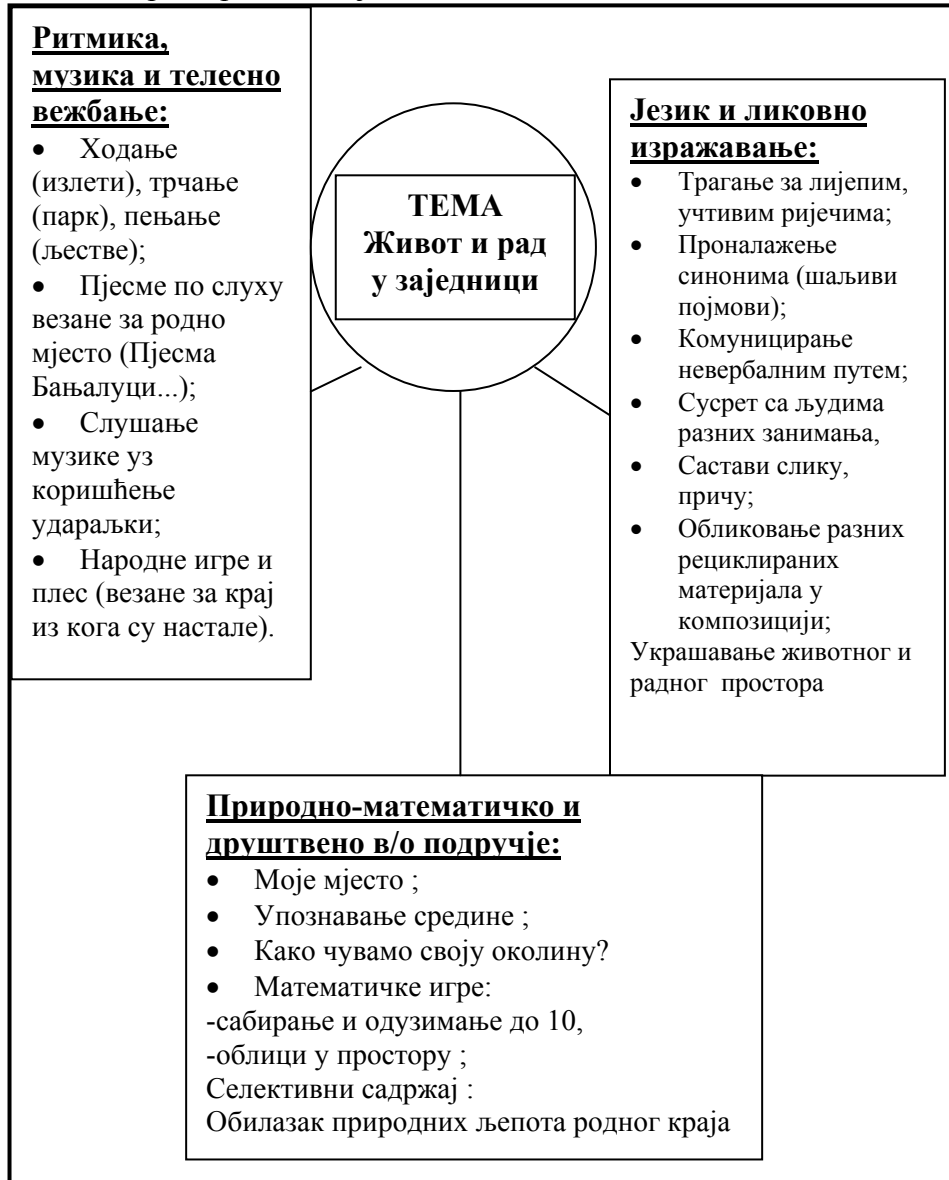 Ритмика,
музика и телесно
вежбање:
• Ходање
(излети), трчање
(парк), пењање
(љестве);
• Пјесме по слуху
везане за родно
мјесто (Пјесма
Бањалуци...);
• Слушање
музике уз
коришћење
удараљки;
• Народне игре и
плес (везане за крај
из кога су настале).
ТЕМА
Живот и рад
у заједници
Језик и ликовно
изражавање:
• Трагање за лијепим,
учтивим ријечима;
• Проналажење
синонима (шаљиви
појмови);
• Комуницирање
невербалним путем;
• Сусрет са људима
разних занимања,
• Састави слику,
причу;
• Обликовање разних
рециклираних
материјала у
композицији;
Украшавање животног и
радног простора
Природно-математичко и
друштвено в/о подручје:
• Моје мјесто ;
• Упознавање средине ;
• Како чувамо своју околину?
• Математичке игре:
-сабирање и одузимање до 10,
-облици у простору ;
Селективни садржај :
Обилазак природних љепота родног краја